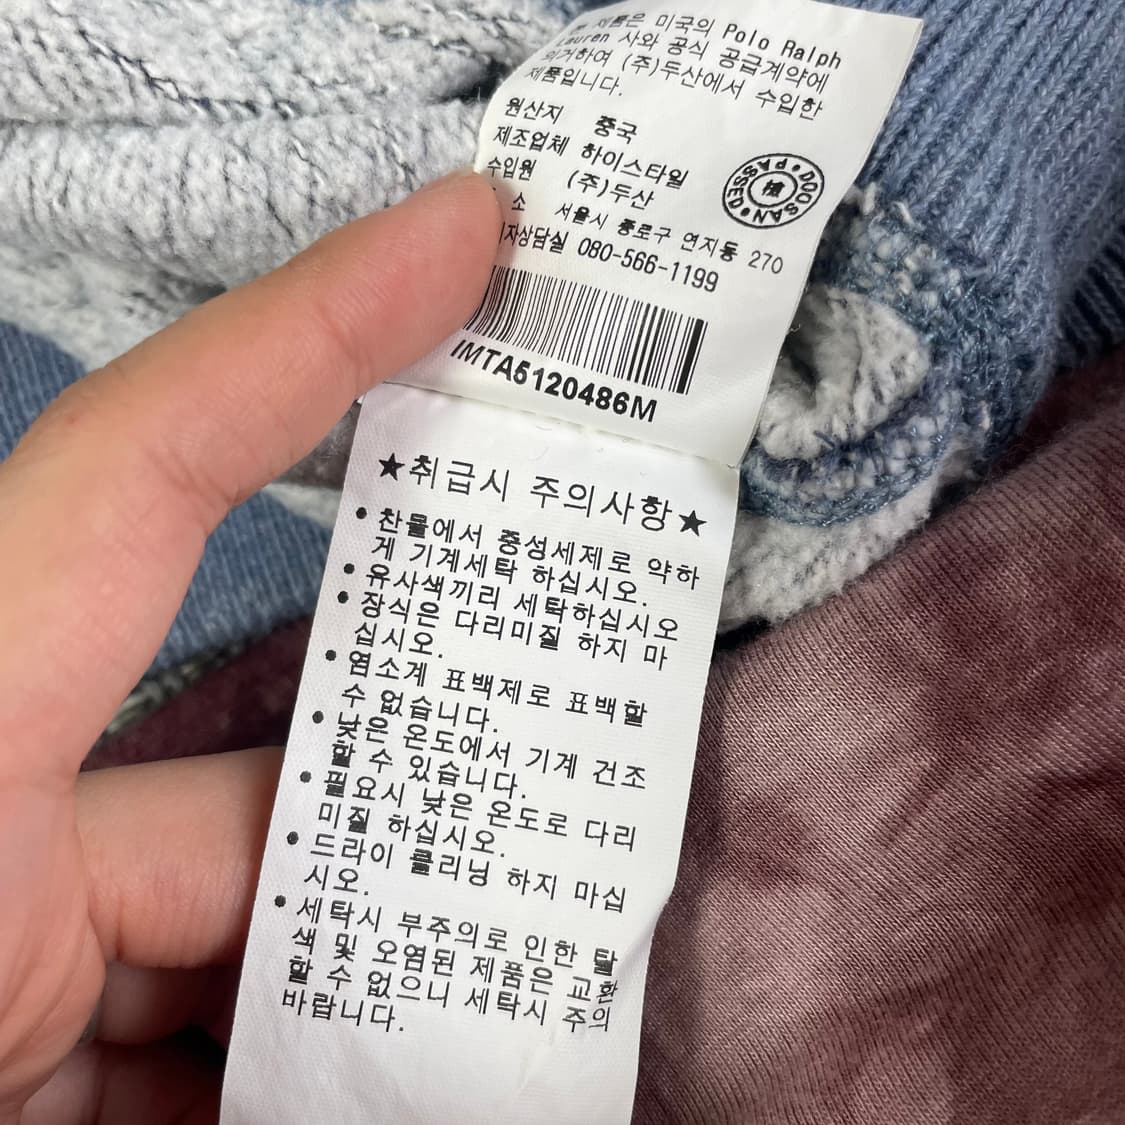 제품은 미국의 Polo Ralph
Lauren 사와 공식 공급계약에
의거하여 (주)두산에서 수입한
제품입니다.
원산지 중국
제조업체 하이스타일
수입원 (주)두산
소 서울시 종로구 연지동 270
자상담실 080-566-1199
DOOSAN PASSED
檢
IMTA5120486M
★취급시 주의사항★
• 찬물에서 중성세제로 약하
게 기계세탁 하십시오.
• 유사색끼리 세탁하십시오
• 장식은 다리미질 하지 마
십시오.
• 염소계 표백제로 표백할
수 없습니다.
• 낮은 온도에서 기계 건조
할 수 있습니다.
• 필요시 낮은 온도로 다리
미질 하십시오.
• 드라이 클리닝 하지 마십
시오.
• 세탁시 부주의로 인한 탈
색 및 오염된 제품은 교환
할 수 없으니 세탁시 주의
바랍니다.